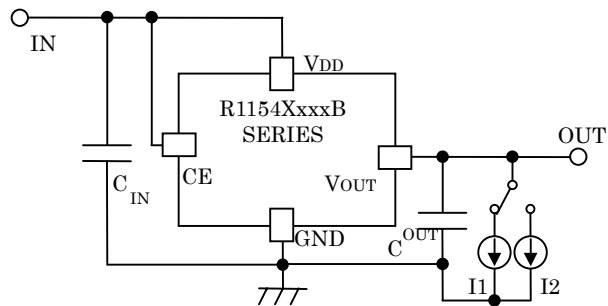 IN
VDD
R1154XxxxB
SERIES
OUT
CE
VOUT
CIN
GND
COUT
I1
I2